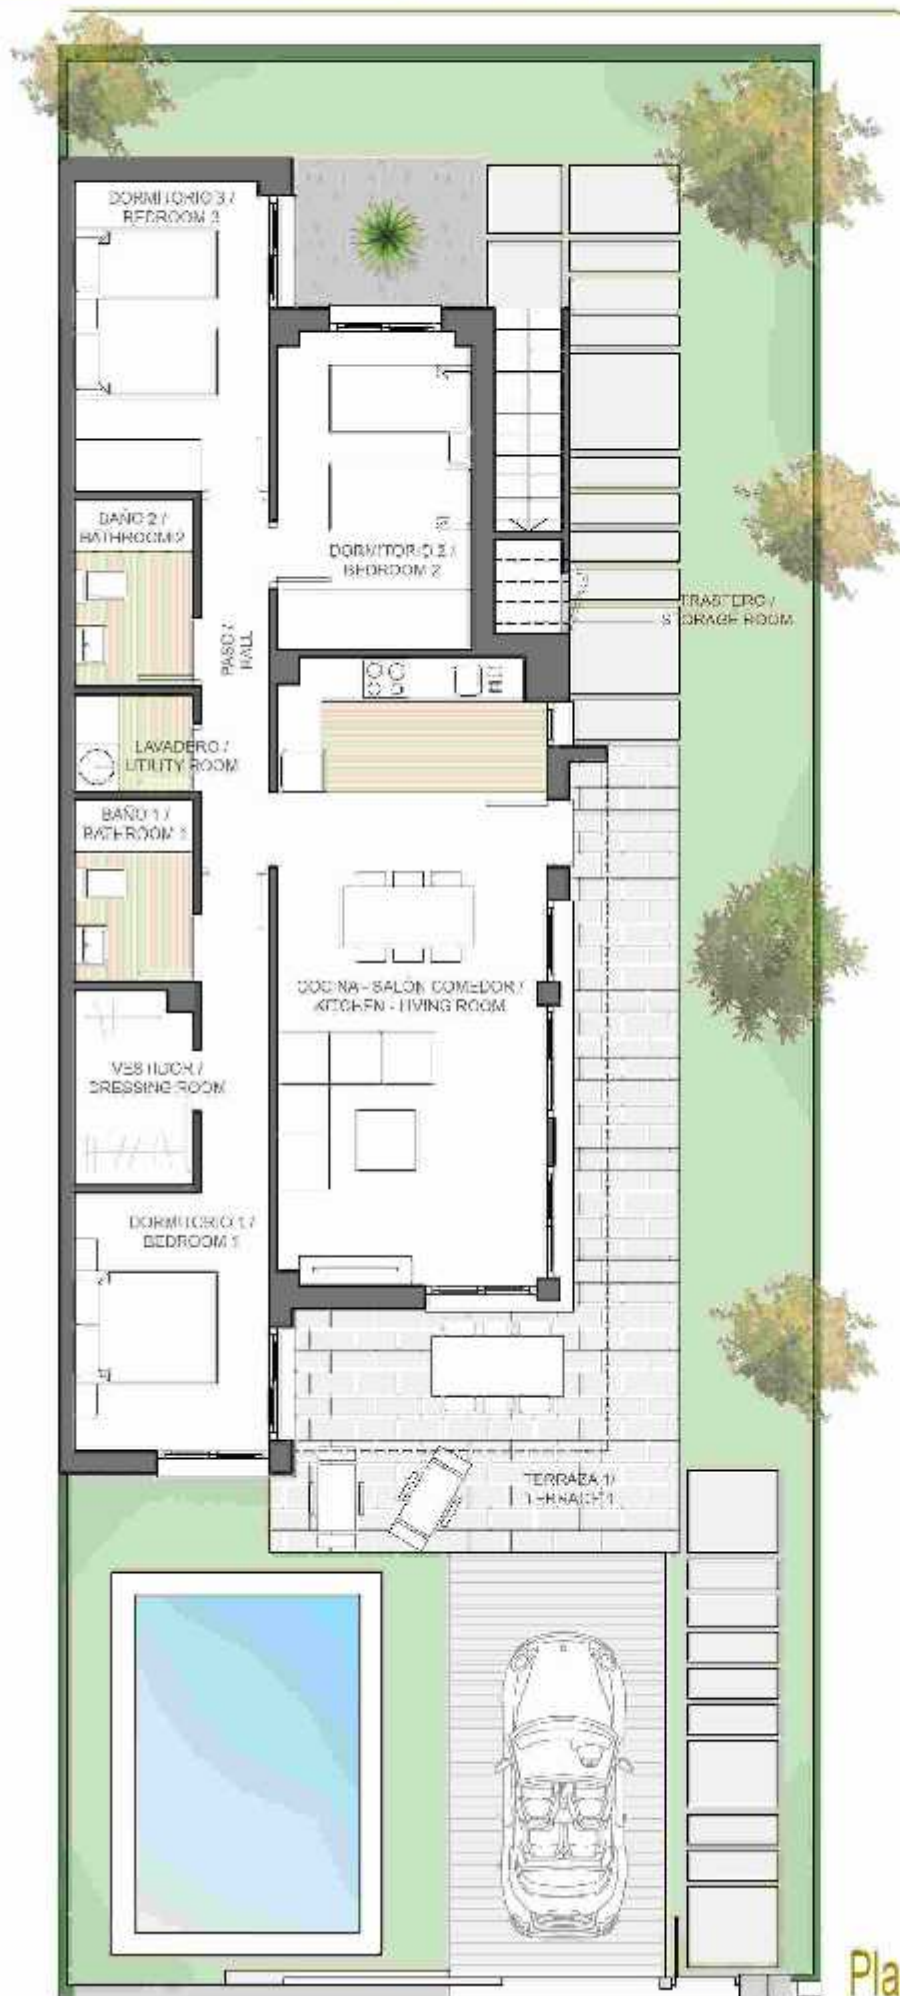 DORMITORIO 3 /
BEDROOM 3
BAÑO 2 /
BATHROOM 2
DORMITORIO 2 /
BEDROOM 2
PASO /
HALL
TRASTERO /
STORAGE ROOM
LAVADERO /
UTILITY ROOM
BAÑO 1 /
BATHROOM 1
COCINA - SALÓN COMEDOR /
KITCHEN - LIVING ROOM
VESTIDOR /
DRESSING ROOM
DORMITORIO 1 /
BEDROOM 1
TERRAZA 1/
TERRACE 1
Pla